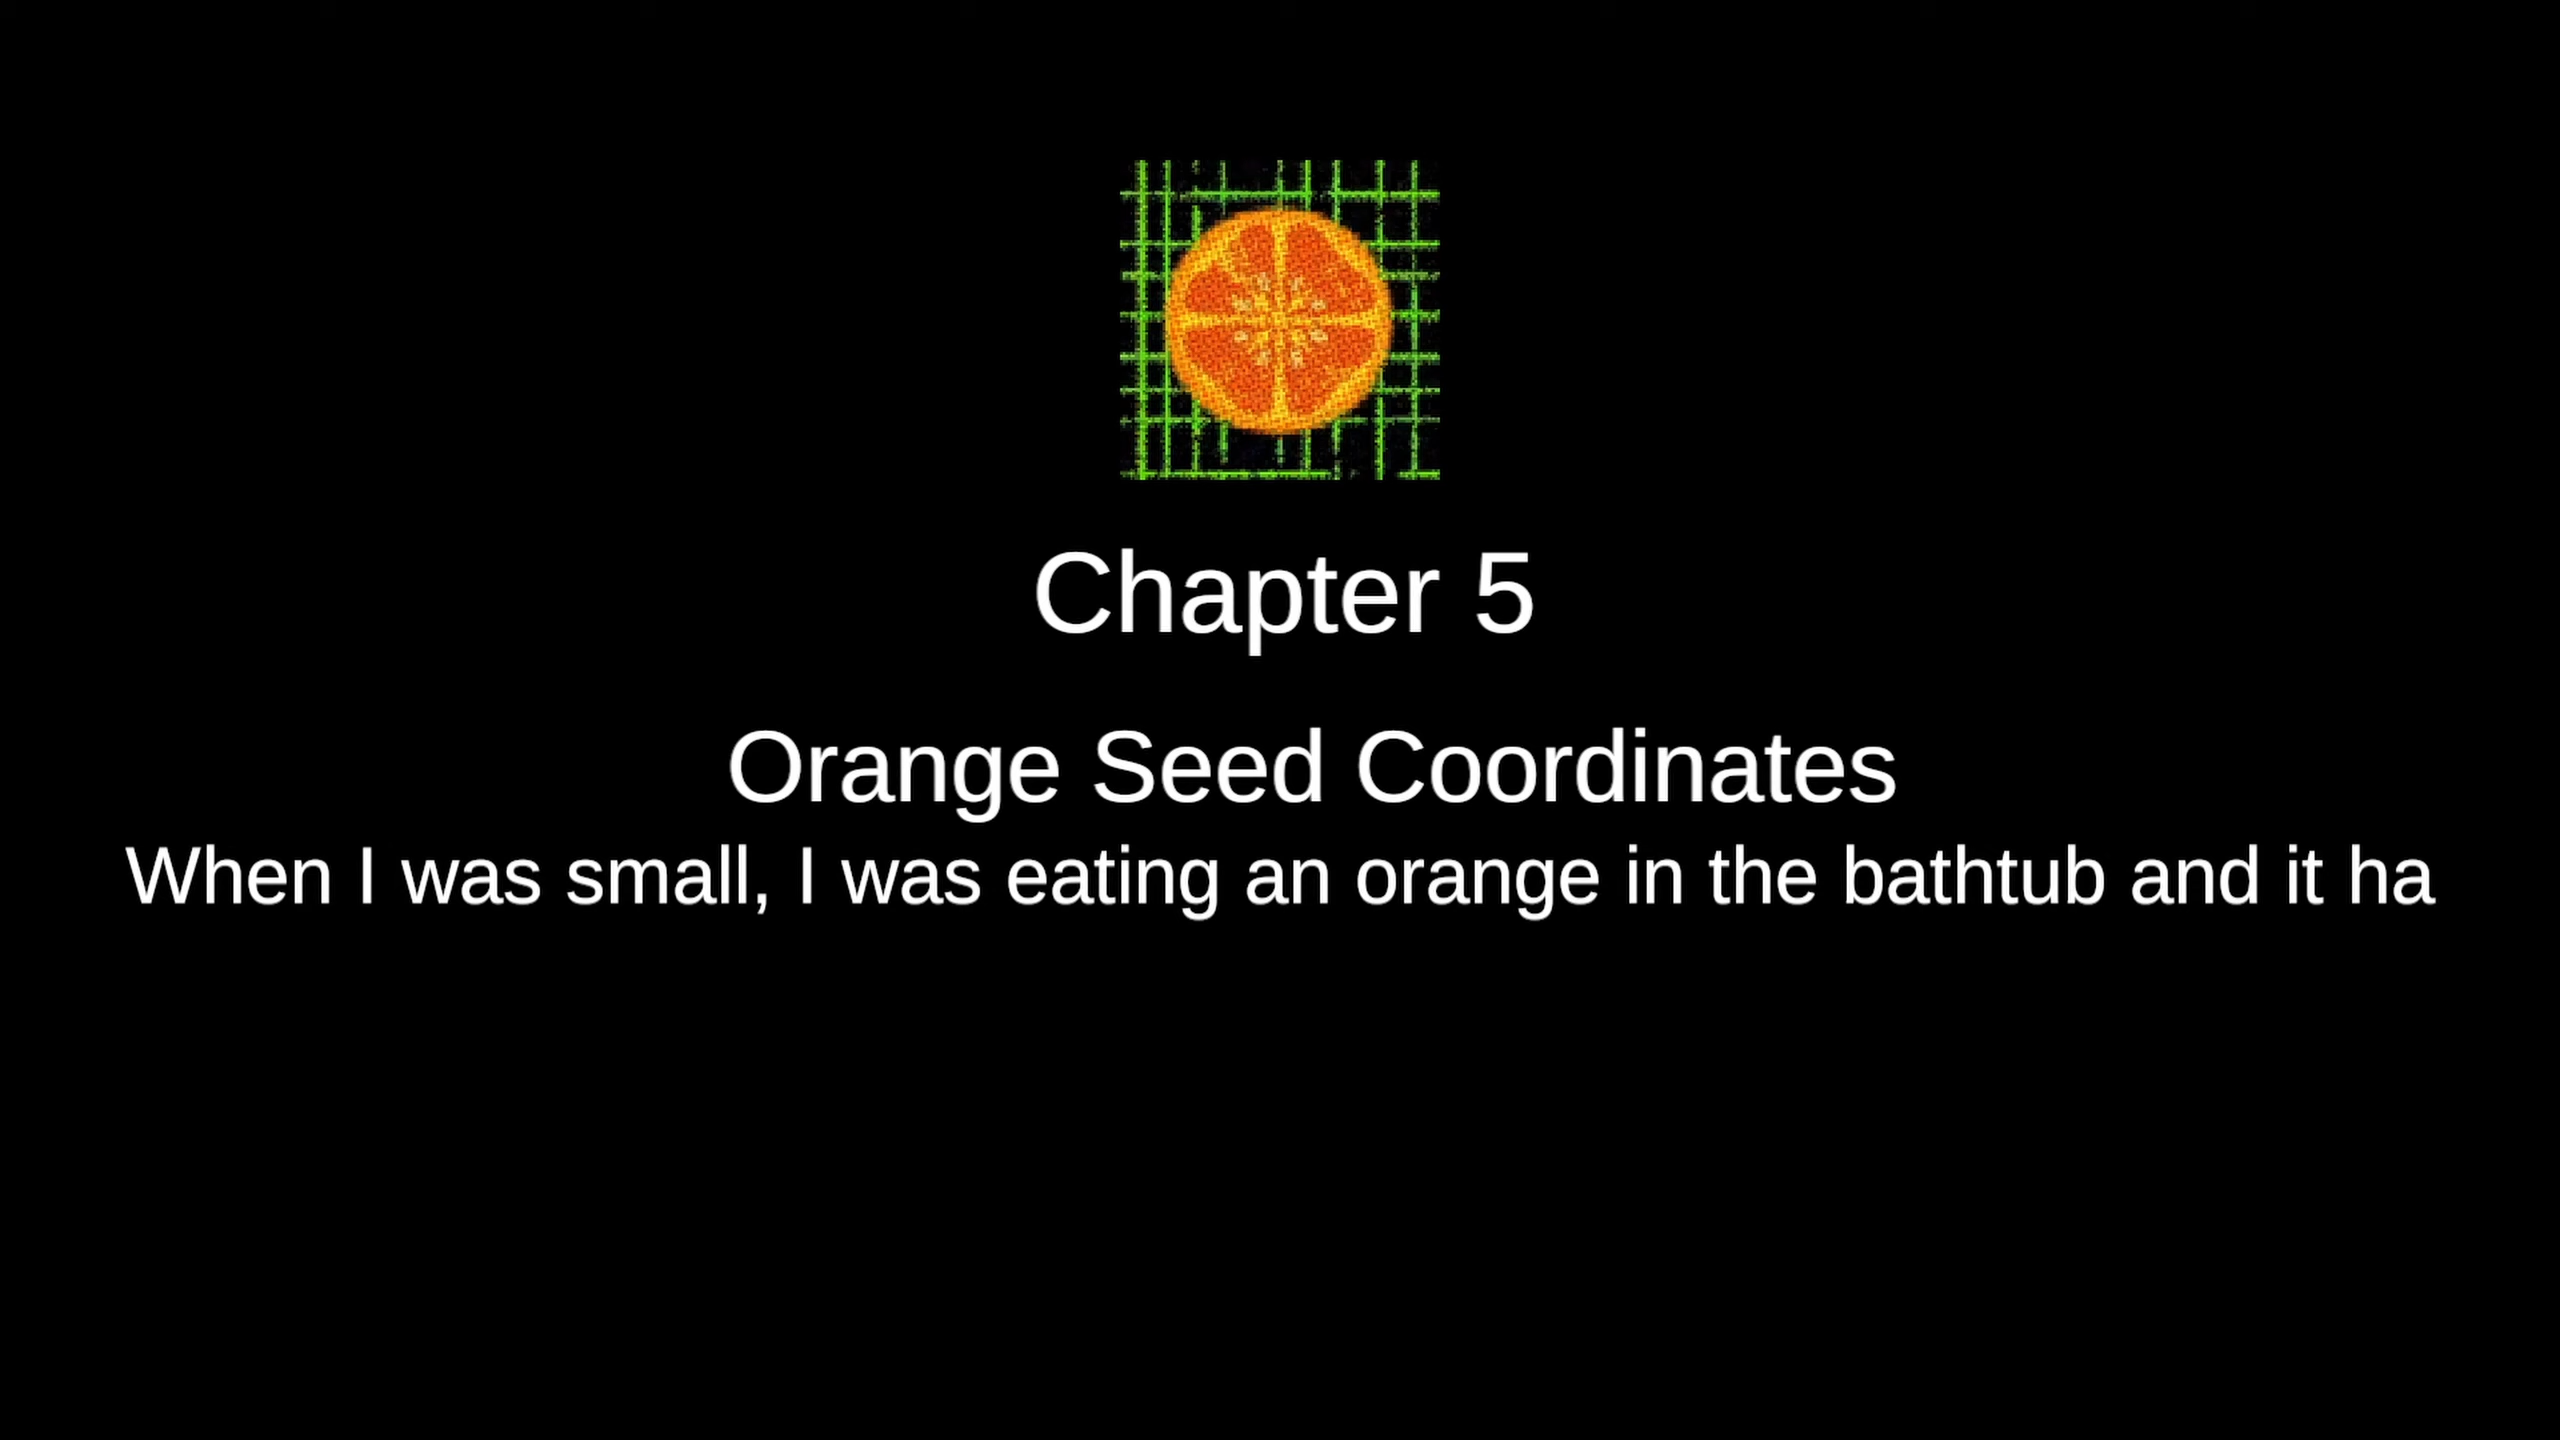 Chapter 5
Orange Seed Coordinates
When I was small, I was eating an orange in the bathtub and it ha